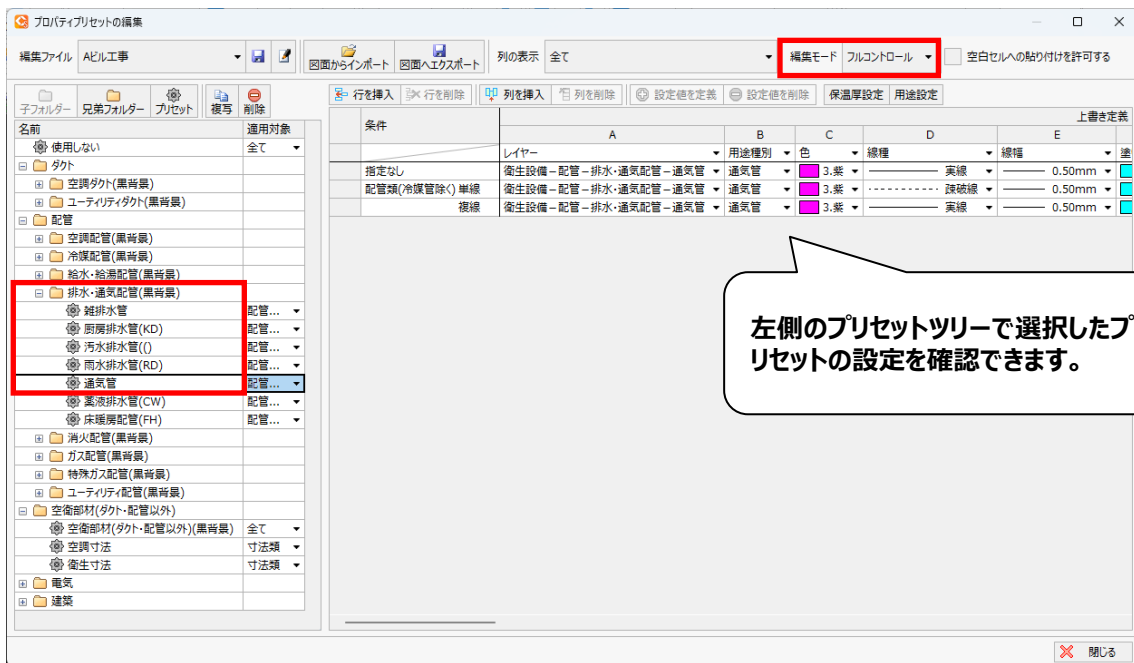 プロパティプリセットの編集
編集ファイル Aビル工事
図面からインポート 図面へエクスポート
列の表示 全て
編集モード フルコントロール
空白セルへの貼り付けを許可する
子フォルダー 兄弟フォルダー プリセット 複写 削除
行を挿入 行を削除 列を挿入 列を削除 設定値を定義 設定値を削除 保温厚設定 用途設定
名前 適用対象
使用しない 全て
ダクト
空調ダクト(黒背景)
ユーティリティダクト(黒背景)
配管
空調配管(黒背景)
冷媒配管(黒背景)
給水・給湯配管(黒背景)
排水・通気配管(黒背景)
雑排水管 配管...
厨房排水管(KD) 配管...
汚水排水管(() 配管...
雨水排水管(RD) 配管...
通気管 配管...
薬液排水管(CW) 配管...
床暖房配管(FH) 配管...
消火配管(黒背景)
ガス配管(黒背景)
特殊ガス配管(黒背景)
ユーティリティ配管(黒背景)
空衛部材(ダクト・配管以外)
空衛部材(ダクト・配管以外)(黒背景) 全て
空調寸法 寸法類
衛生寸法 寸法類
電気
建築
条件 上書き定義
A B C D E
レイヤー 用途種別 色 線種 線幅 塗
指定なし 衛生設備－配管－排水・通気配管－通気管 通気管 3.紫 実線 0.50mm
配管類(冷媒管除く) 単線 衛生設備－配管－排水・通気配管－通気管 通気管 3.紫 疎破線 0.50mm
複線 衛生設備－配管－排水・通気配管－通気管 通気管 3.紫 実線 0.50mm
左側のプリセットツリーで選択したプ
リセットの設定を確認できます。
閉じる